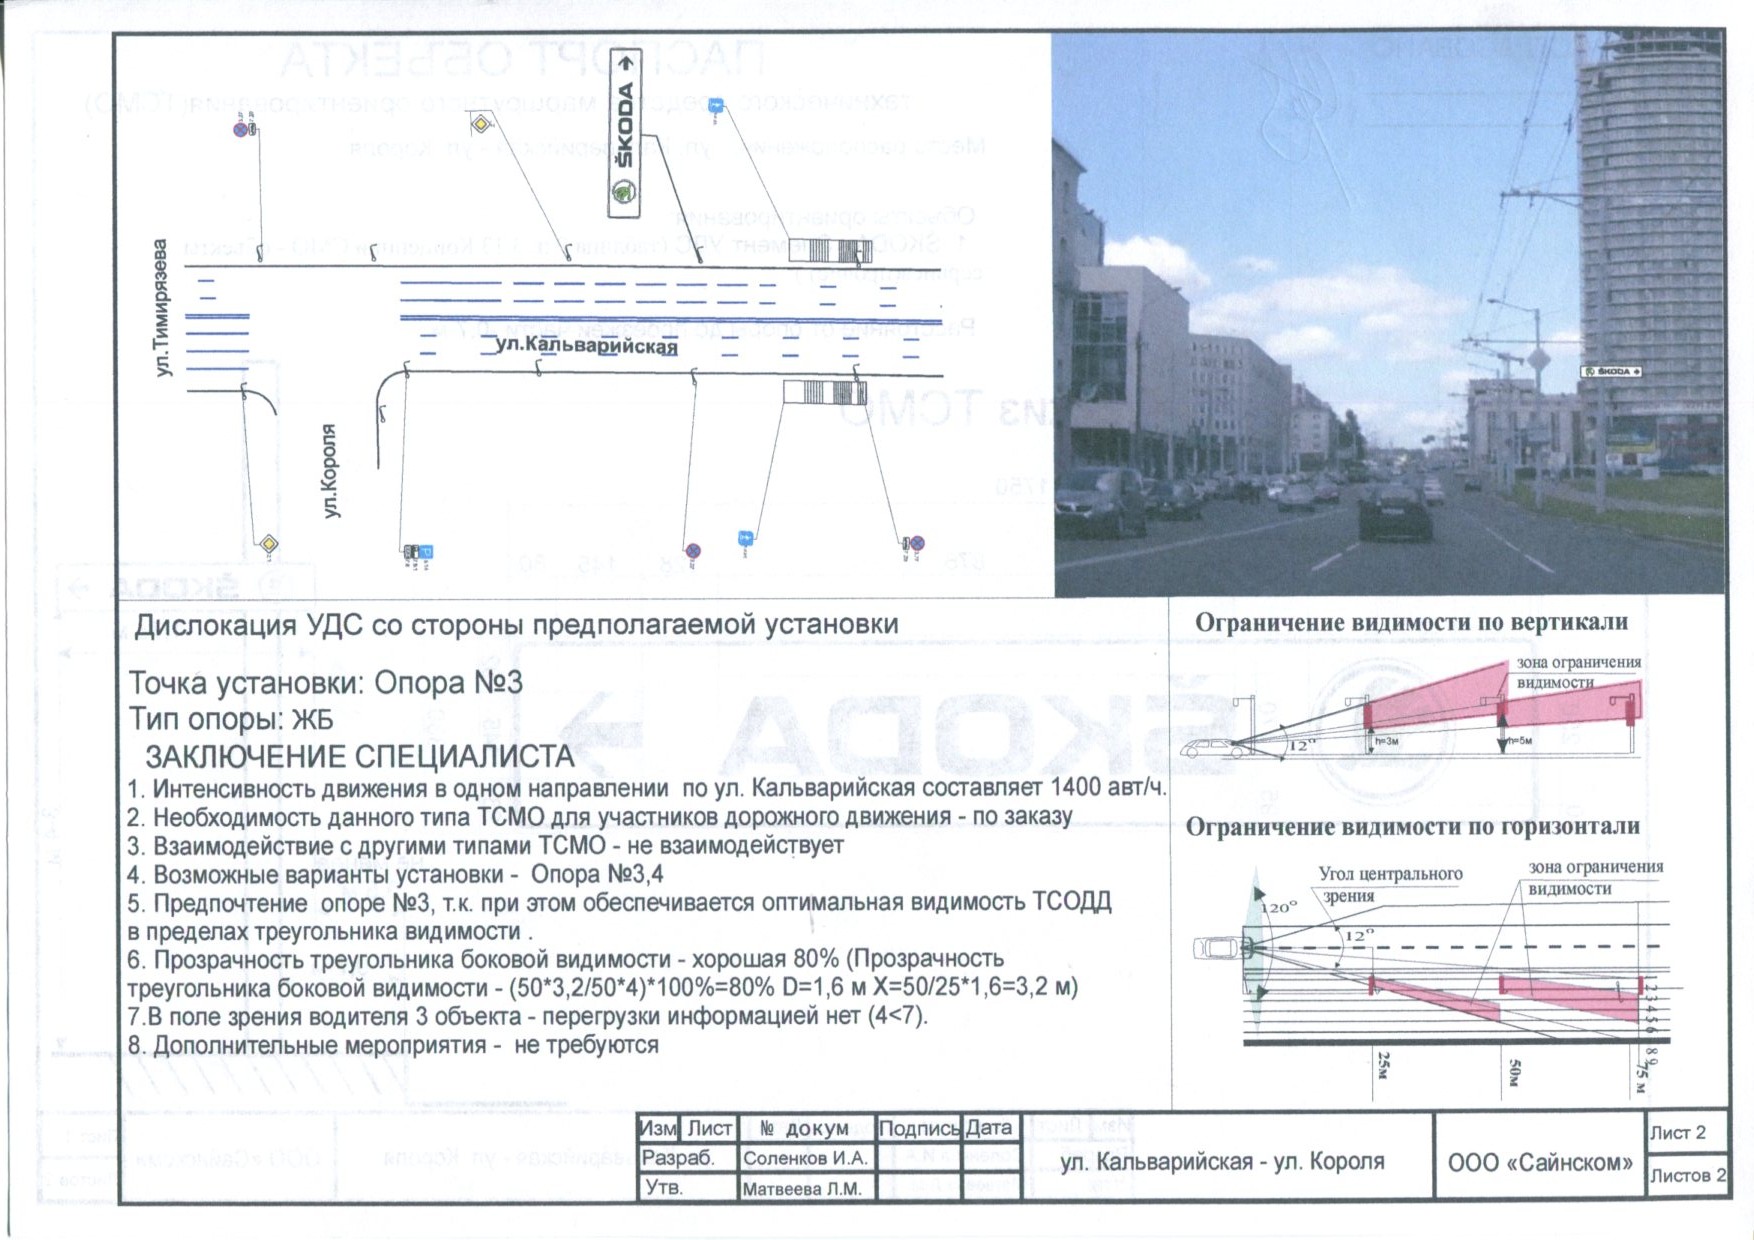 ŠKODA
ул.Тимирязева
ул.Кальварийская
ул.Короля
ŠKODA
Дислокация УДС со стороны предполагаемой установки
Точка установки: Опора №3
Тип опоры: ЖБ
ЗАКЛЮЧЕНИЕ СПЕЦИАЛИСТА
1. Интенсивность движения в одном направлении по ул. Кальварийская составляет 1400 авт/ч.
2. Необходимость данного типа ТСМО для участников дорожного движения - по заказу
3. Взаимодействие с другими типами ТСМО - не взаимодействует
4. Возможные варианты установки - Опора №3,4
5. Предпочтение опоре №3, т.к. при этом обеспечивается оптимальная видимость ТСОДД
в пределах треугольника видимости .
6. Прозрачность треугольника боковой видимости - хорошая 80% (Прозрачность
треугольника боковой видимости - (50*3,2/50*4)*100%=80% D=1,6 м X=50/25*1,6=3,2 м)
7.В поле зрения водителя 3 объекта - перегрузки информацией нет (4<7).
8. Дополнительные мероприятия - не требуются
Ограничение видимости по вертикали
зона ограничения
видимости
12°
h=3м
h=5м
Ограничение видимости по горизонтали
Угол центрального
зрения
зона ограничения
видимости
120°
12°
2 3 4 5 6 8 9
25м
50м
75 м
Изм Лист № докум Подпись Дата
Разраб. Соленков И.А.
Утв. Матвеева Л.М.
ул. Кальварийская - ул. Короля
ООО «Сайнском»
Лист 2
Листов 2